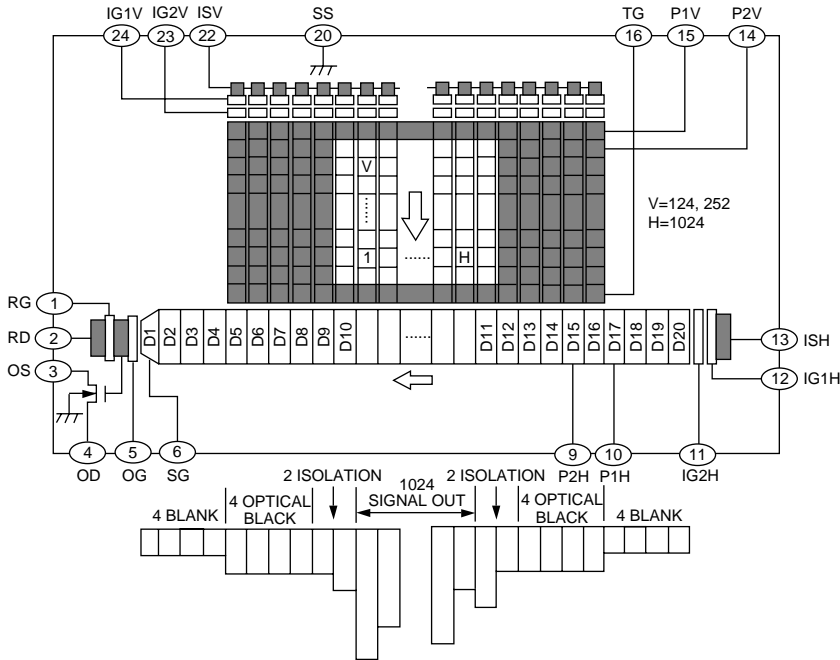 IG1V IG2V ISV SS TG P1V P2V
24 23 22 20 16 15 14
V
1 ...... H
V=124, 252
H=1024
RG 1
RD 2
OS 3
D1 D2 D3 D4 D5 D6 D7 D8 D9 D10 ...... D11 D12 D13 D14 D15 D16 D17 D18 D19 D20
13 ISH
12 IG1H
4 5 6 9 10 11
OD OG SG P2H P1H IG2H
2 ISOLATION 1024 2 ISOLATION
4 OPTICAL SIGNAL OUT 4 OPTICAL
4 BLANK BLACK BLACK 4 BLANK